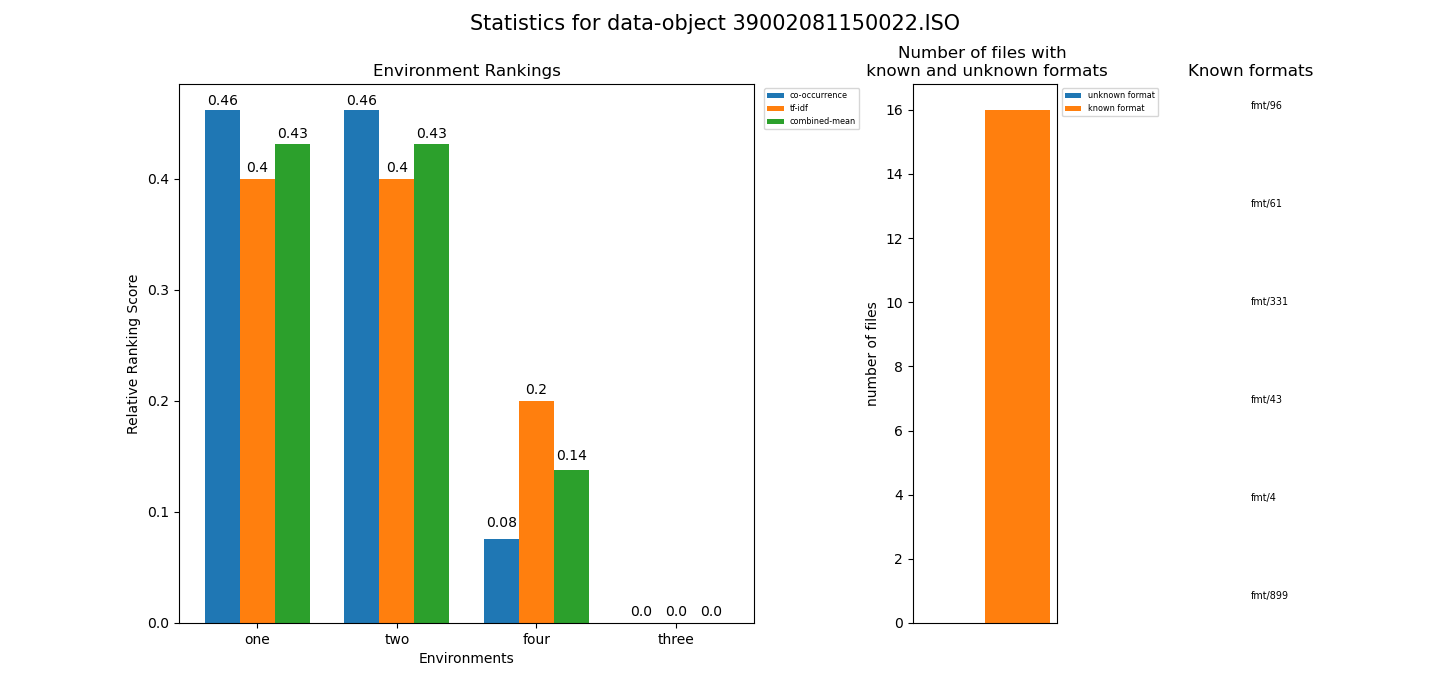 Statistics for data-object 39002081150022.ISO
Environment Rankings
0.46
0.4
0.43
0.46
0.4
0.43
0.08
0.2
0.14
0.0
0.0
0.0
0.4
0.3
0.2
0.1
0.0
Relative Ranking Score
one
two
four
three
Environments
co-occurrence
tf-idf
combined-mean
Number of files with
known and unknown formats
16
14
12
10
8
6
4
2
0
number of files
unknown format
known format
Known formats
fmt/96
fmt/61
fmt/331
fmt/43
fmt/4
fmt/899